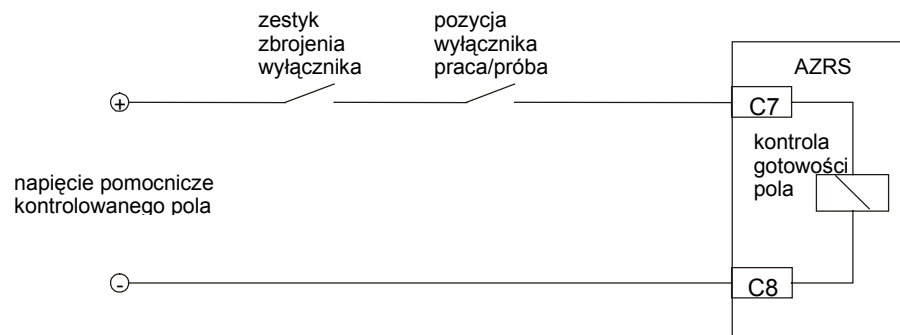 zestyk
zbrojenia
wyłącznika
pozycja
wyłącznika
praca/próba
AZRS
+
C7
kontrola
gotowości
pola
napięcie pomocnicze
kontrolowanego pola
-
C8